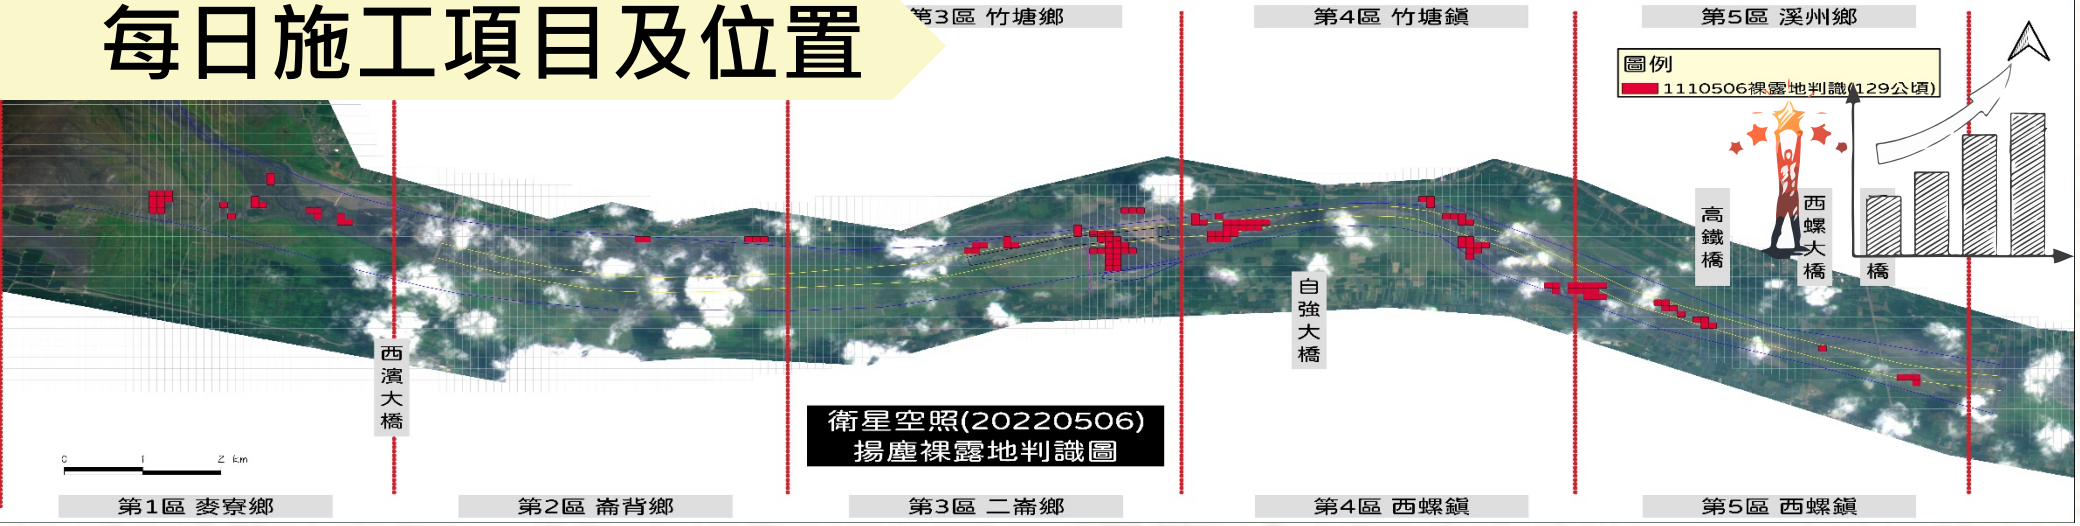 每日施工項目及位置
第3區 竹塘鄉
第4區 竹塘鎮
第5區 溪州鄉
圖例
1110506裸露地判識(129公頃)
高鐵橋
西螺大橋
橋
自強大橋
西濱大橋
衛星空照(20220506)
揚塵裸露地判識圖
0 1 2 km
第1區 麥寮鄉
第2區 崙背鄉
第3區 二崙鄉
第4區 西螺鎮
第5區 西螺鎮